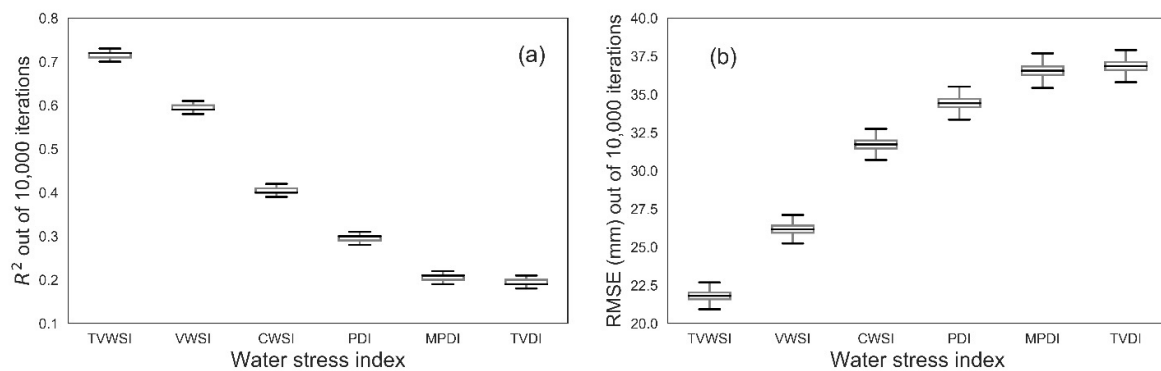 (a)
R² out of 10,000 iterations
0.8
0.7
0.6
0.5
0.4
0.3
0.2
0.1
TVWSI VWSI CWSI PDI MPDI TVDI
Water stress index
(b)
RMSE (mm) out of 10,000 iterations
40.0
37.5
35.0
32.5
30.0
27.5
25.0
22.5
20.0
TVWSI VWSI CWSI PDI MPDI TVDI
Water stress index